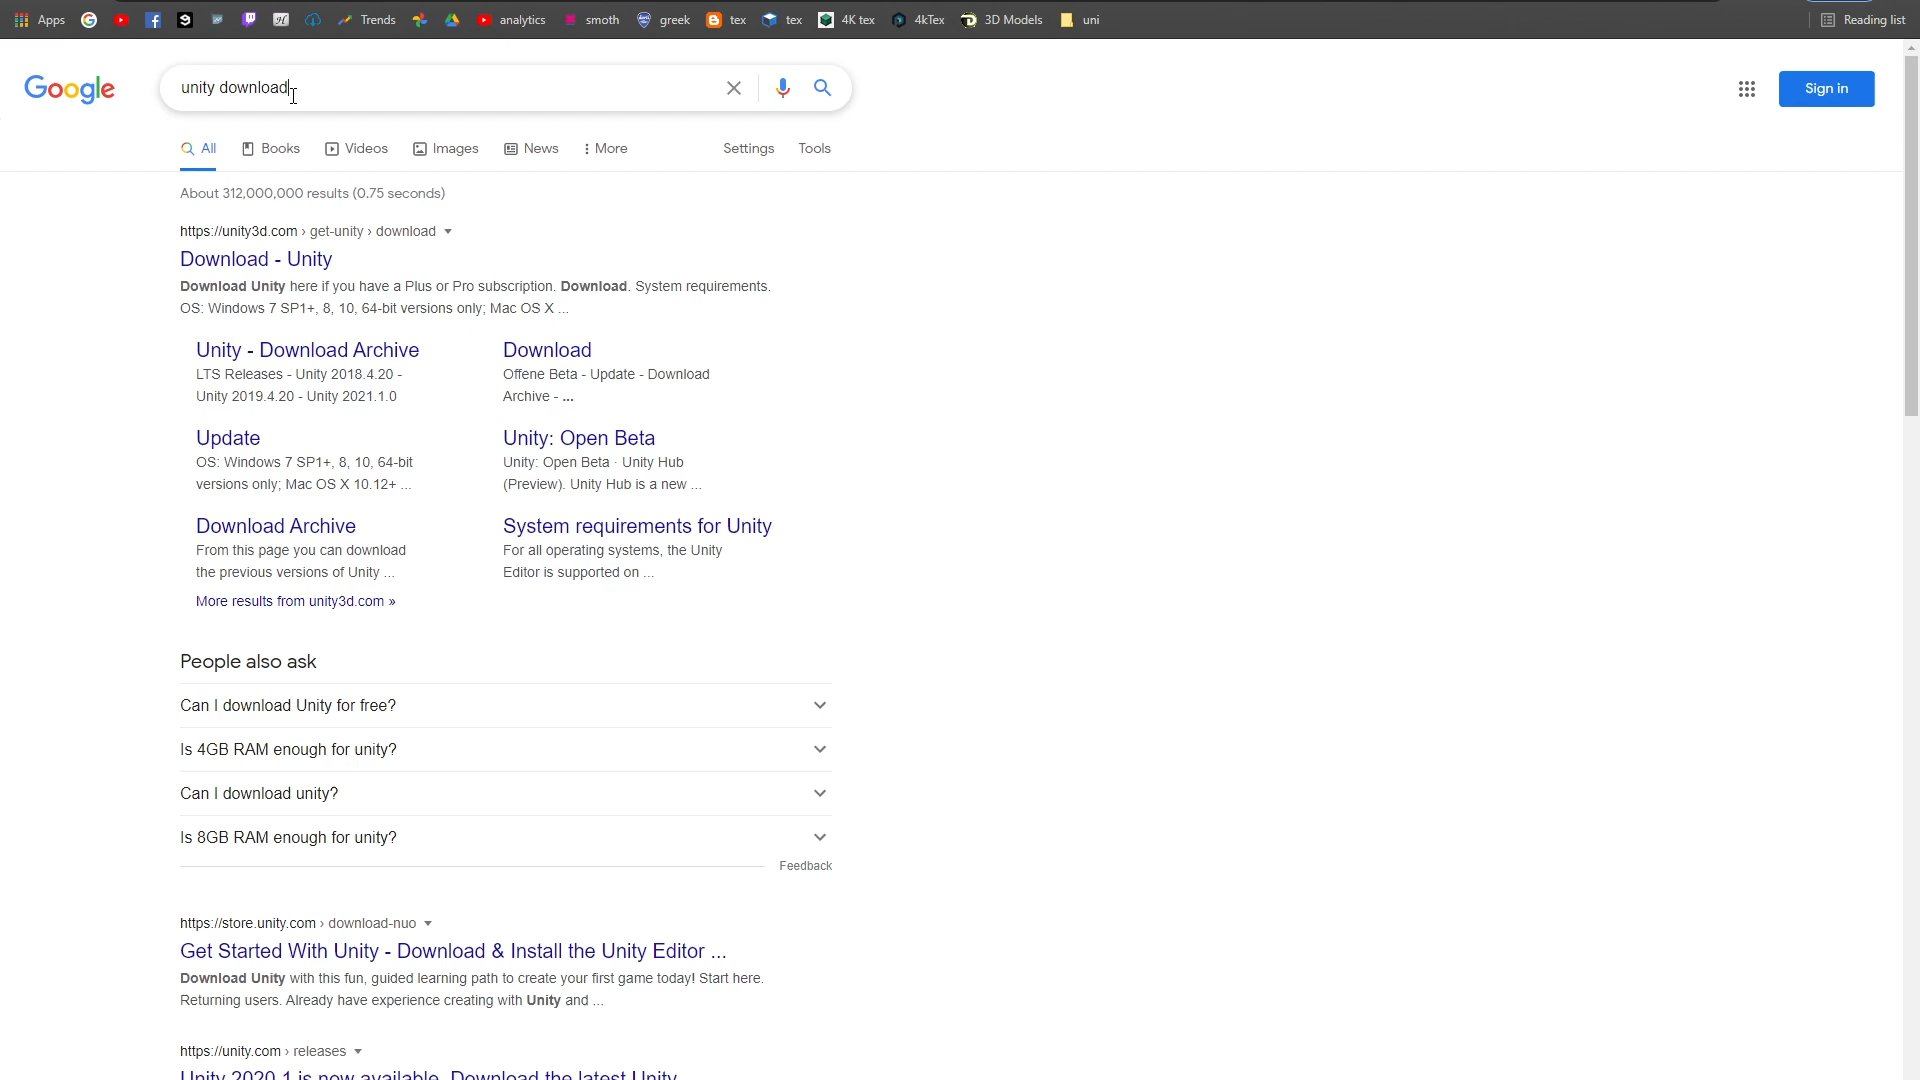 Apps Trends analytics smoth greek tex tex 4K tex 4kTex 3D Models uni Reading list
Google
unity download
Sign in
All Books Videos Images News More Settings Tools
About 312,000,000 results (0.75 seconds)
https://unity3d.com › get-unity › download
Download - Unity
Download Unity here if you have a Plus or Pro subscription. Download. System requirements.
OS: Windows 7 SP1+, 8, 10, 64-bit versions only; Mac OS X ...
Unity - Download Archive
LTS Releases - Unity 2018.4.20 -
Unity 2019.4.20 - Unity 2021.1.0
Download
Offene Beta - Update - Download
Archive - ...
Update
OS: Windows 7 SP1+, 8, 10, 64-bit
versions only; Mac OS X 10.12+ ...
Unity: Open Beta
Unity: Open Beta · Unity Hub
(Preview). Unity Hub is a new ...
Download Archive
From this page you can download
the previous versions of Unity ...
System requirements for Unity
For all operating systems, the Unity
Editor is supported on ...
More results from unity3d.com »
People also ask
Can I download Unity for free?
Is 4GB RAM enough for unity?
Can I download unity?
Is 8GB RAM enough for unity?
Feedback
https://store.unity.com › download-nuo
Get Started With Unity - Download & Install the Unity Editor ...
Download Unity with this fun, guided learning path to create your first game today! Start here.
Returning users. Already have experience creating with Unity and ...
https://unity.com › releases
Unity 2020.1 is now available. Download the latest Unity